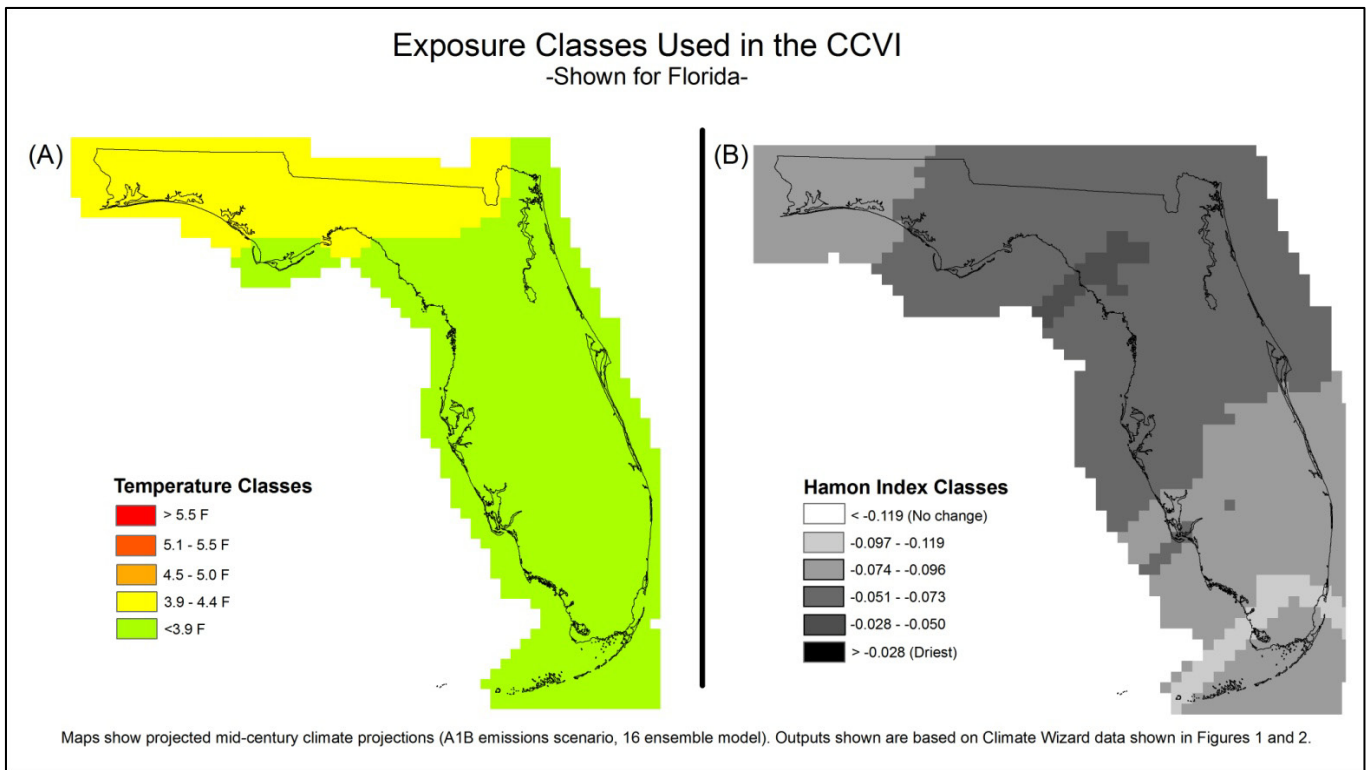 Exposure Classes Used in the CCVI
-Shown for Florida-
(A)
Temperature Classes
> 5.5 F
5.1 - 5.5 F
4.5 - 5.0 F
3.9 - 4.4 F
<3.9 F
(B)
Hamon Index Classes
< -0.119 (No change)
-0.097 - -0.119
-0.074 - -0.096
-0.051 - -0.073
-0.028 - -0.050
> -0.028 (Driest)
Maps show projected mid-century climate projections (A1B emissions scenario, 16 ensemble model). Outputs shown are based on Climate Wizard data shown in Figures 1 and 2.